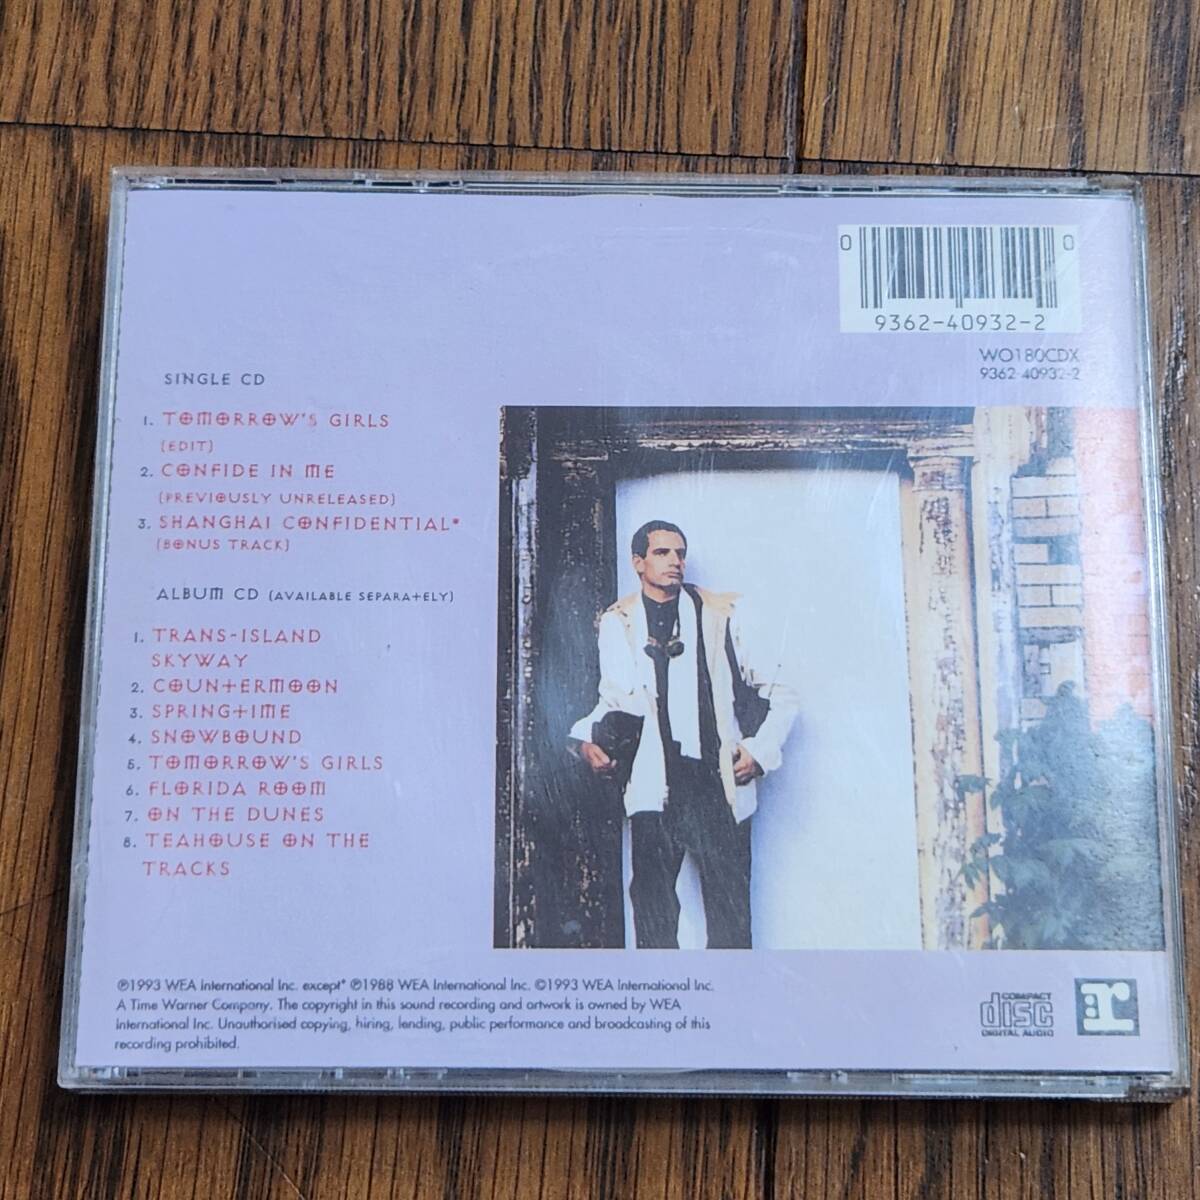 0 0
9362-40932-2
WO180CDX
9362-40932-2
SINGLE CD
1. TOMORROW'S GIRLS
(EDIT)
2. CONFIDE IN ME
(PREVIOUSLY UNRELEASED)
3. SHANGHAI CONFIDENTIAL*
(BONUS TRACK)
ALBUM CD (AVAILABLE SEPARATELY)
1. TRANS-ISLAND
SKYWAY
2. COUNTERMOON
3. SPRINGTIME
4. SNOWBOUND
5. TOMORROW'S GIRLS
6. FLORIDA ROOM
7. ON THE DUNES
8. TEAHOUSE ON THE
TRACKS
℗1993 WEA International Inc. except* ℗1988 WEA International Inc. ©1993 WEA International Inc.
A Time Warner Company. The copyright in this sound recording and artwork is owned by WEA
International Inc. Unauthorised copying, hiring, lending, public performance and broadcasting of this
recording prohibited.
COMPACT
disc
DIGITAL AUDIO
:r